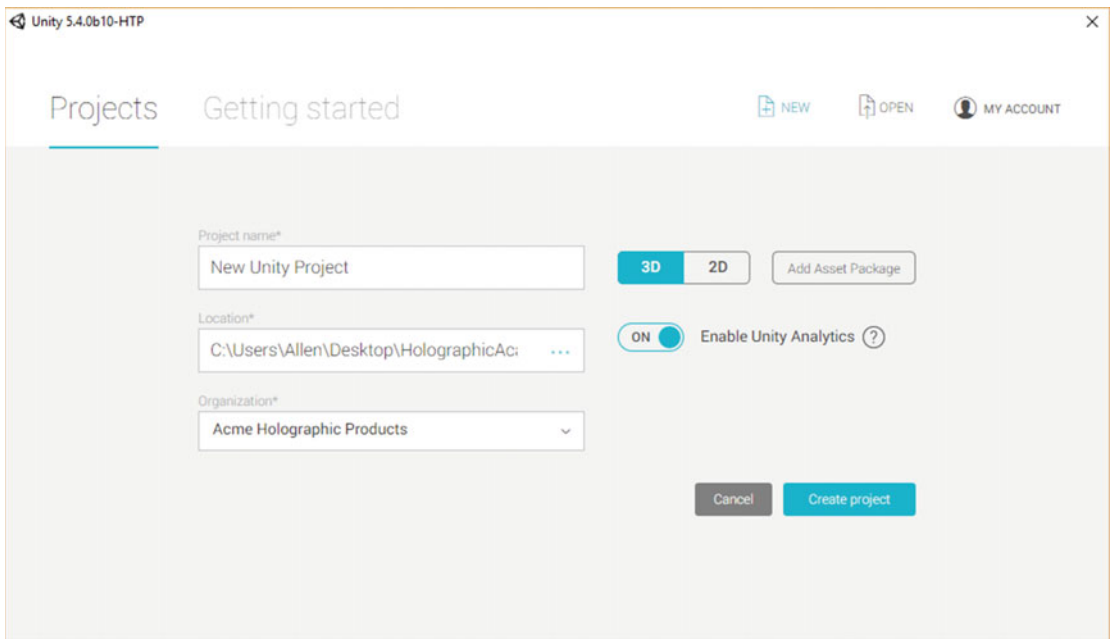 Unity 5.4.0b10-HTP
Projects Getting started NEW OPEN MY ACCOUNT
Project name*
New Unity Project 3D 2D Add Asset Package
Location*
C:\Users\Allen\Desktop\HolographicAca ... ON Enable Unity Analytics ?
Organization*
Acme Holographic Products
Cancel Create project